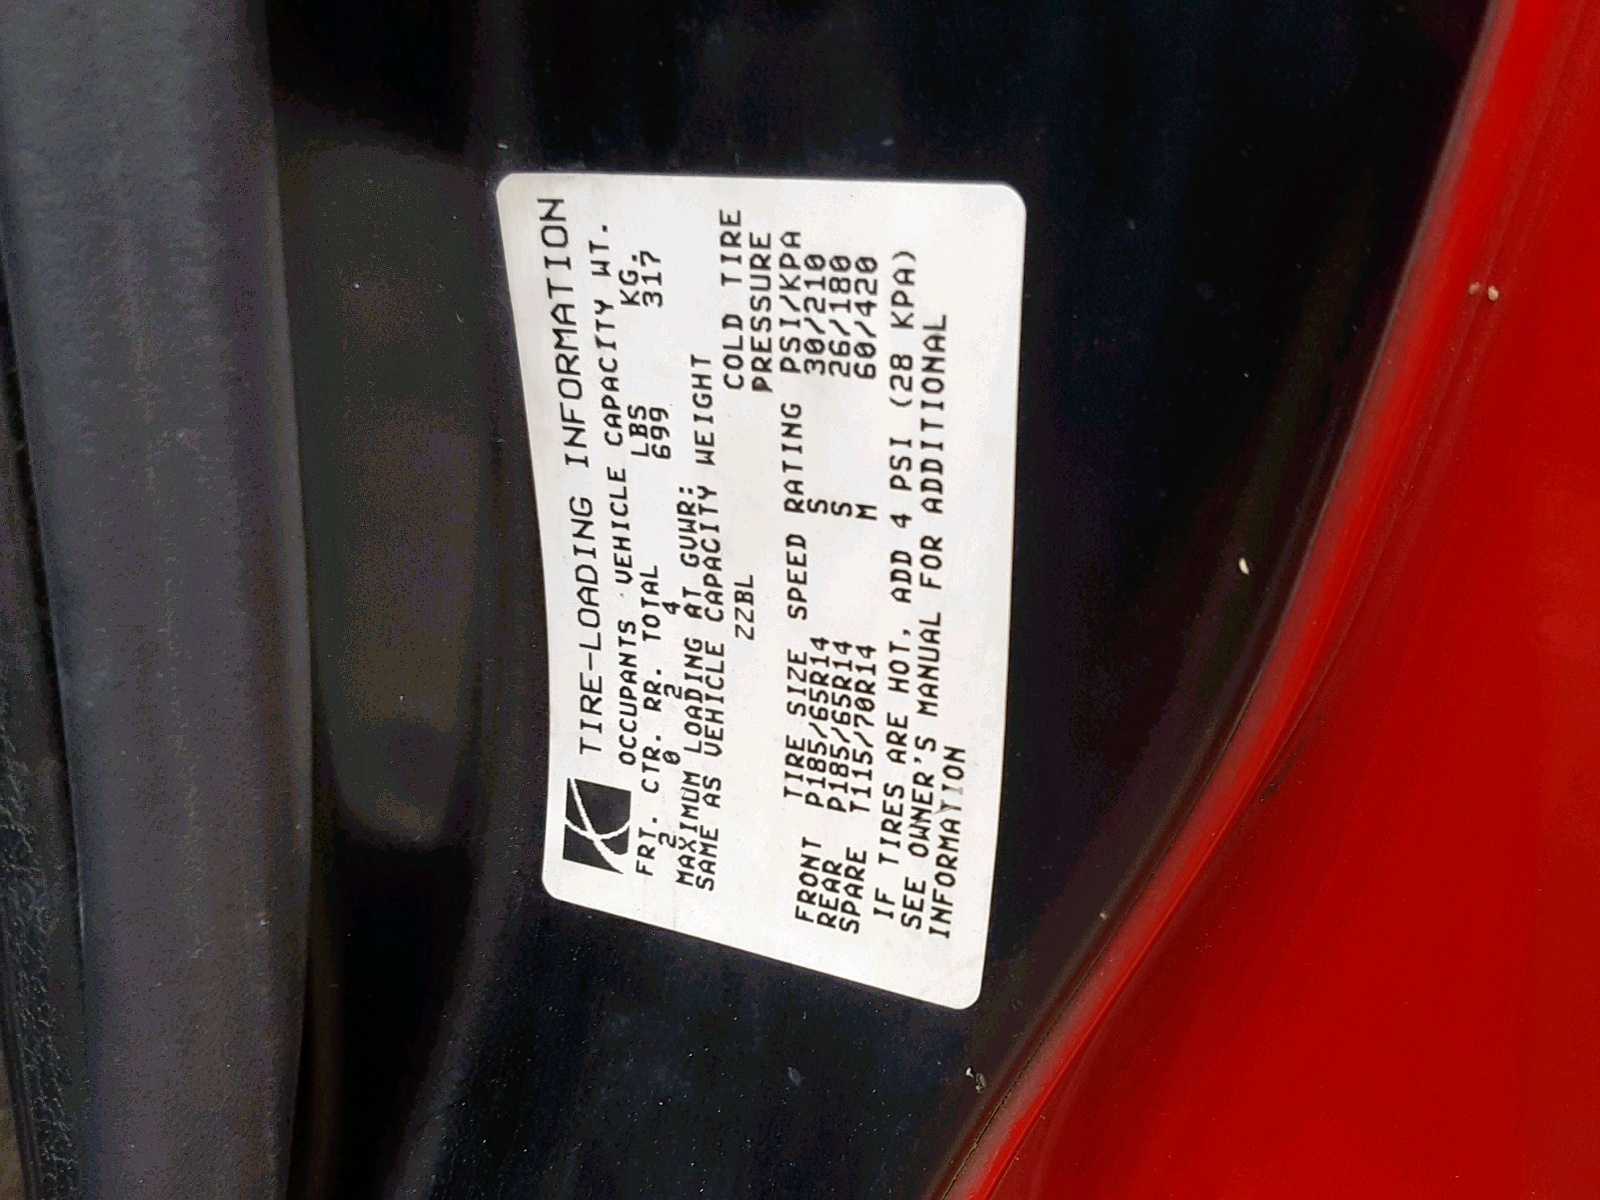 TIRE-LOADING INFORMATION
OCCUPANTS VEHICLE CAPACITY WT.
FRT. CTR. RR. TOTAL LBS KG.
2 0 2 4 699 317
MAXIMUM LOADING AT GVWR:
SAME AS VEHICLE CAPACITY WEIGHT
ZZBL
COLD TIRE
PRESSURE
TIRE SIZE SPEED RATING PSI/KPA
FRONT P185/65R14 S 30/210
REAR P185/65R14 S 26/180
SPARE T115/70R14 M 60/420
IF TIRES ARE HOT, ADD 4 PSI (28 KPA)
SEE OWNER'S MANUAL FOR ADDITIONAL
INFORMATION